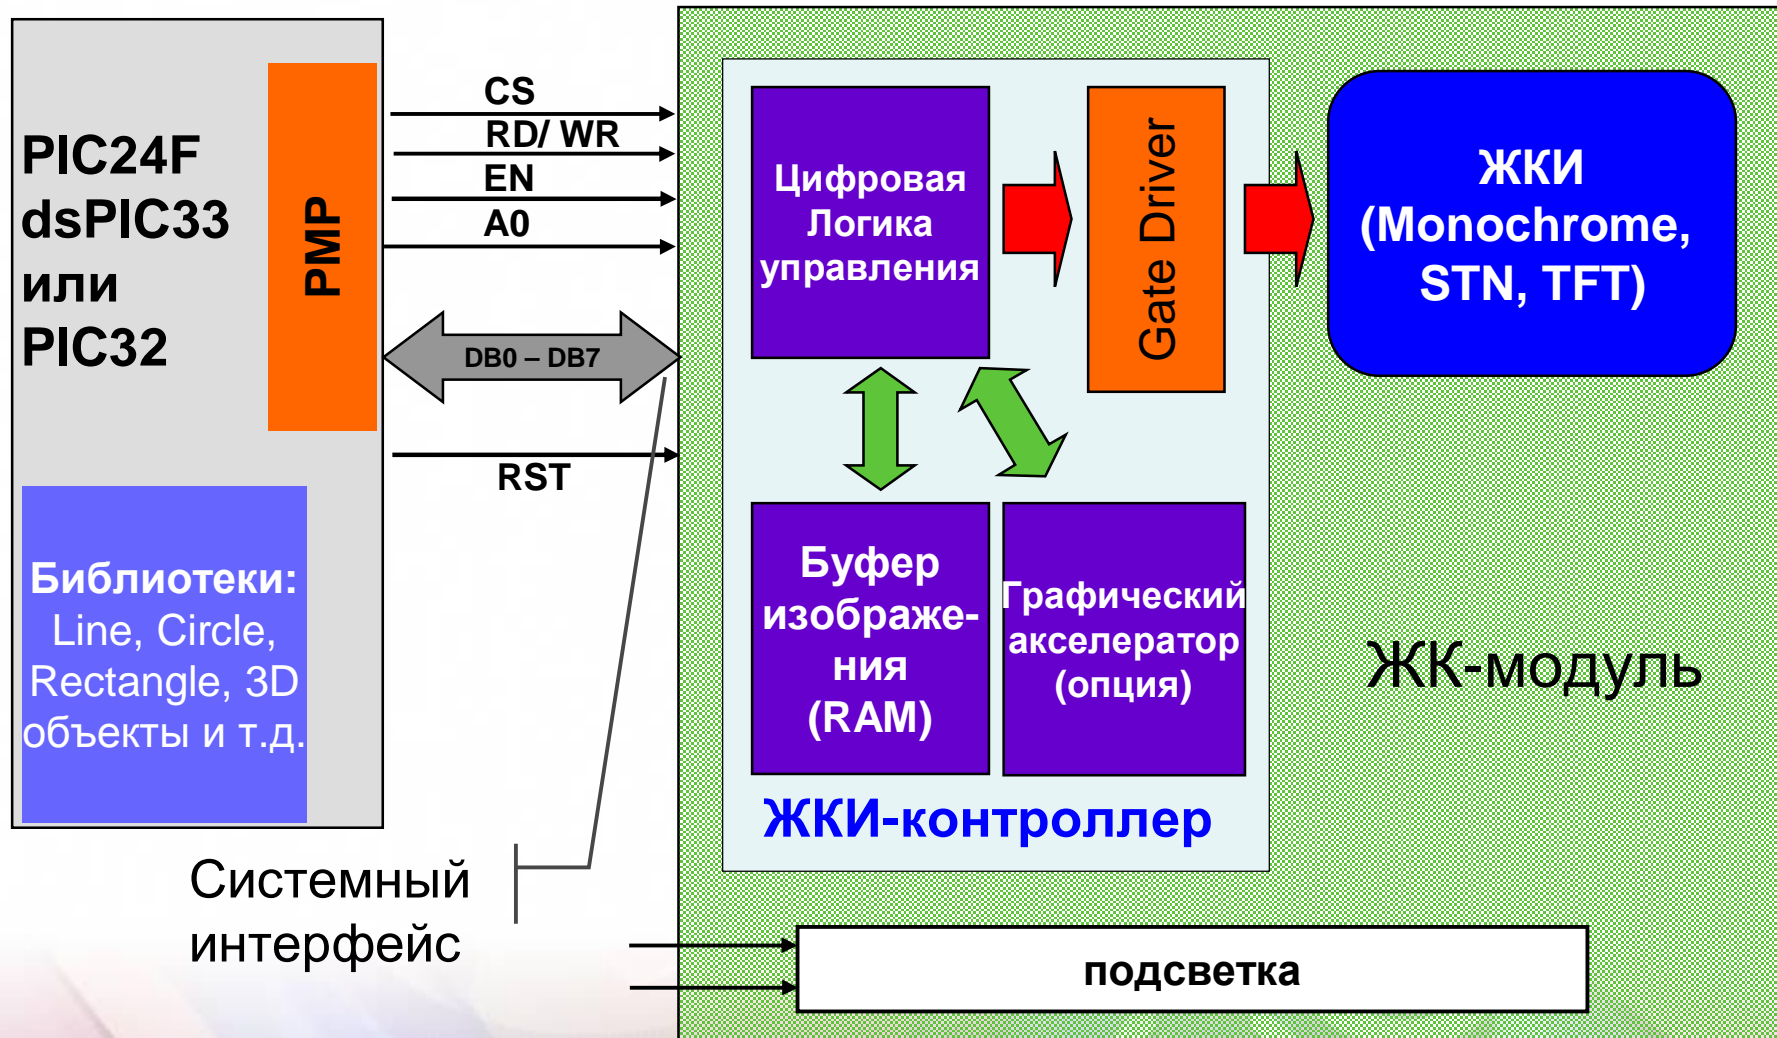 PIC24F
dsPIC33
или
PIC32
PMP
Библиотеки:
Line, Circle,
Rectangle, 3D
объекты и т.д.
CS
RD/ WR
EN
A0
DB0 – DB7
RST
Системный
интерфейс
Цифровая
Логика
управления
Gate Driver
ЖКИ
(Monochrome,
STN, TFT)
Буфер
изображе-
ния
(RAM)
Графический
акселератор
(опция)
ЖКИ-контроллер
ЖК-модуль
подсветка